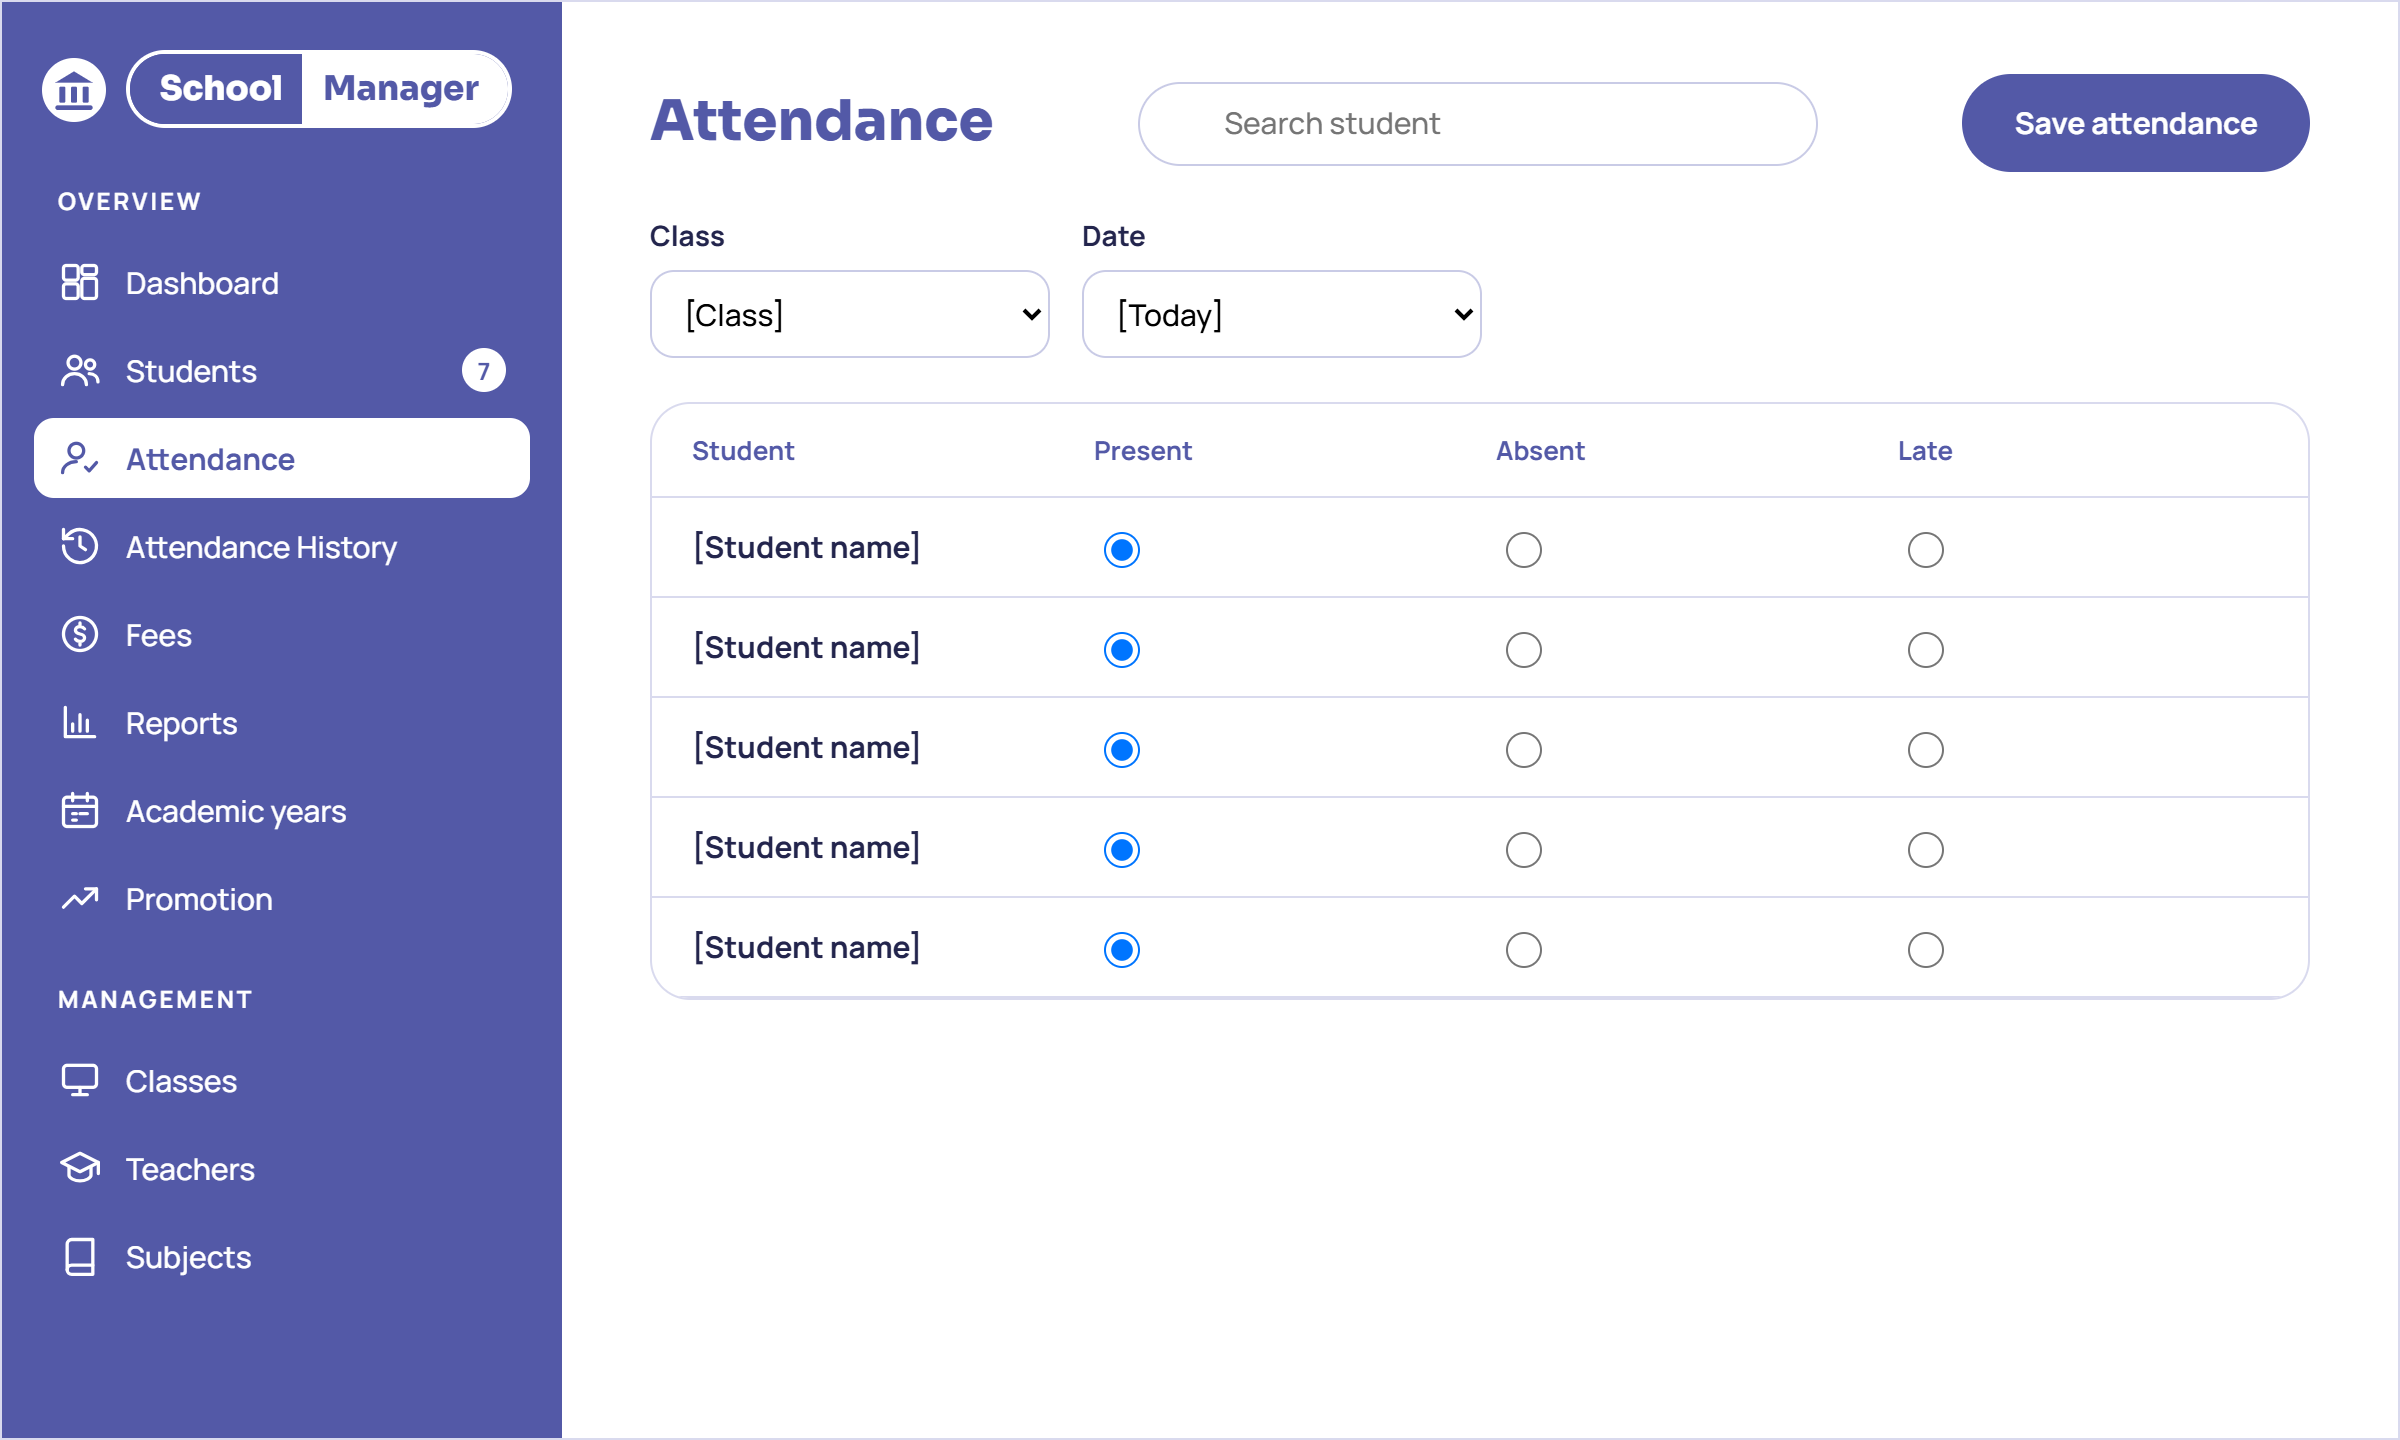 School Manager
OVERVIEW
Dashboard
Students 7
Attendance
Attendance History
Fees
Reports
Academic years
Promotion
MANAGEMENT
Classes
Teachers
Subjects
Attendance
Search student
Save attendance
Class
Date
[Class]
[Today]
Student Present Absent Late
[Student name]
[Student name]
[Student name]
[Student name]
[Student name]